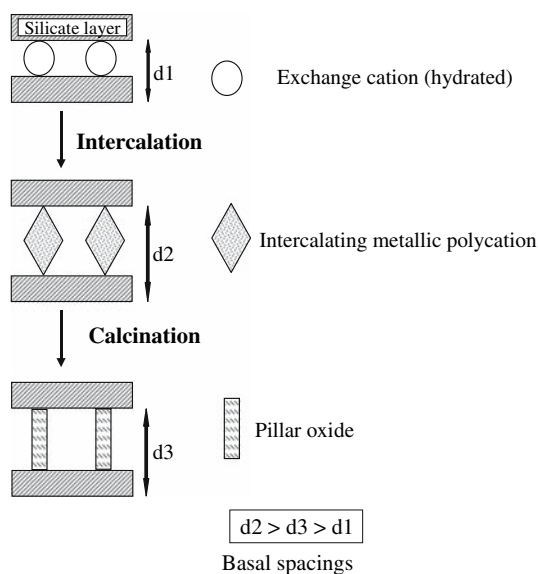 Silicate layer
d1
Exchange cation (hydrated)
Intercalation
d2
Intercalating metallic polycation
Calcination
d3
Pillar oxide
d2 > d3 > d1
Basal spacings